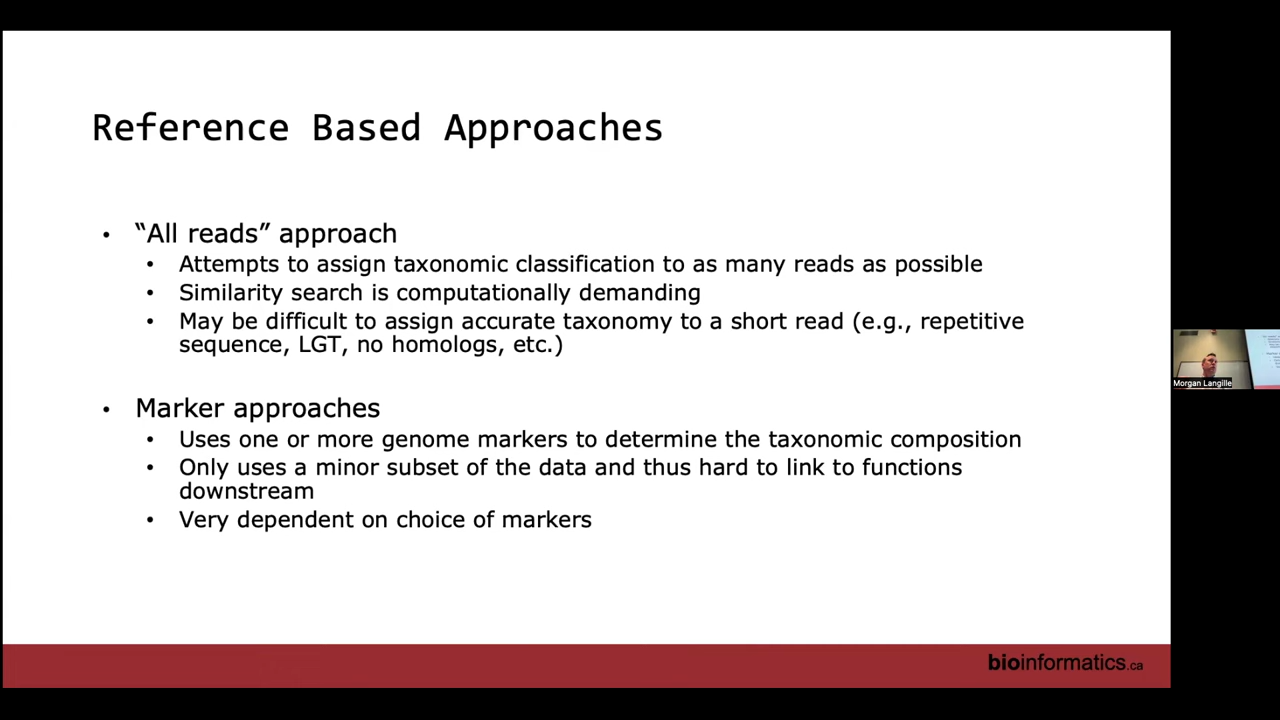 Reference Based Approaches
• “All reads” approach
• Attempts to assign taxonomic classification to as many reads as possible
• Similarity search is computationally demanding
• May be difficult to assign accurate taxonomy to a short read (e.g., repetitive
sequence, LGT, no homologs, etc.)
• Marker approaches
• Uses one or more genome markers to determine the taxonomic composition
• Only uses a minor subset of the data and thus hard to link to functions
downstream
• Very dependent on choice of markers
Morgan Langille
bioinformatics.ca